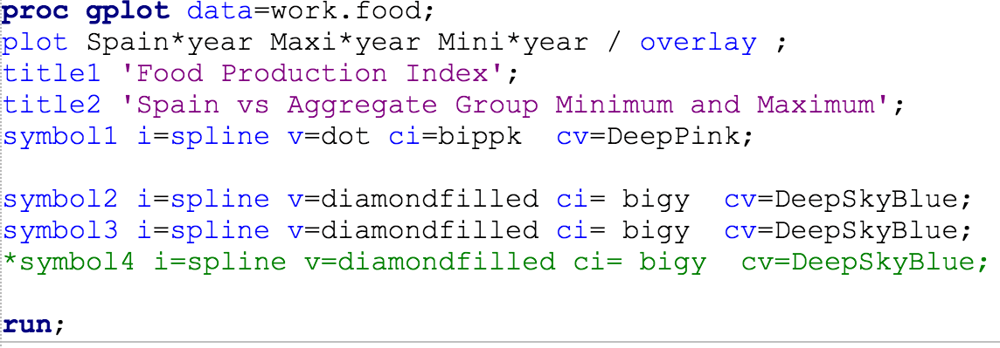 proc gplot data=work.food;
plot Spain*year Maxi*year Mini*year / overlay ;
title1 'Food Production Index';
title2 'Spain vs Aggregate Group Minimum and Maximum';
symbol1 i=spline v=dot ci=bippk  cv=DeepPink;
symbol2 i=spline v=diamondfilled ci= bigy  cv=DeepSkyBlue;
symbol3 i=spline v=diamondfilled ci= bigy  cv=DeepSkyBlue;
*symbol4 i=spline v=diamondfilled ci= bigy  cv=DeepSkyBlue;
run;